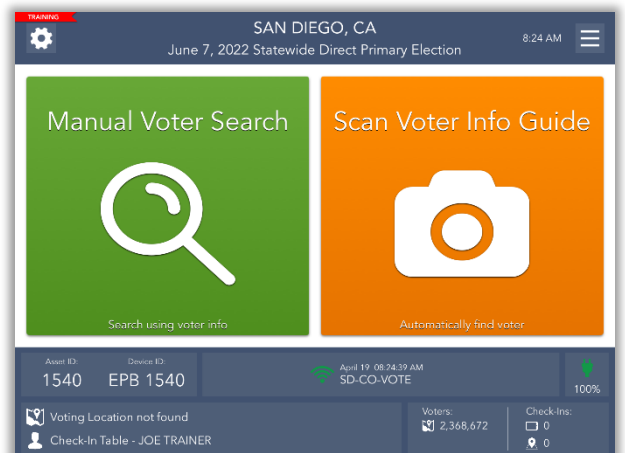 TRAINING
SAN DIEGO, CA
June 7, 2022 Statewide Direct Primary Election
8:24 AM
Manual Voter Search
Search using voter info
Scan Voter Info Guide
Automatically find voter
Asset ID:
1540
Device ID:
EPB 1540
April 19 08:24:39 AM
SD-CO-VOTE
100%
Voting Location not found
Check-In Table - JOE TRAINER
Voters:
2,368,672
Check-Ins:
0
0